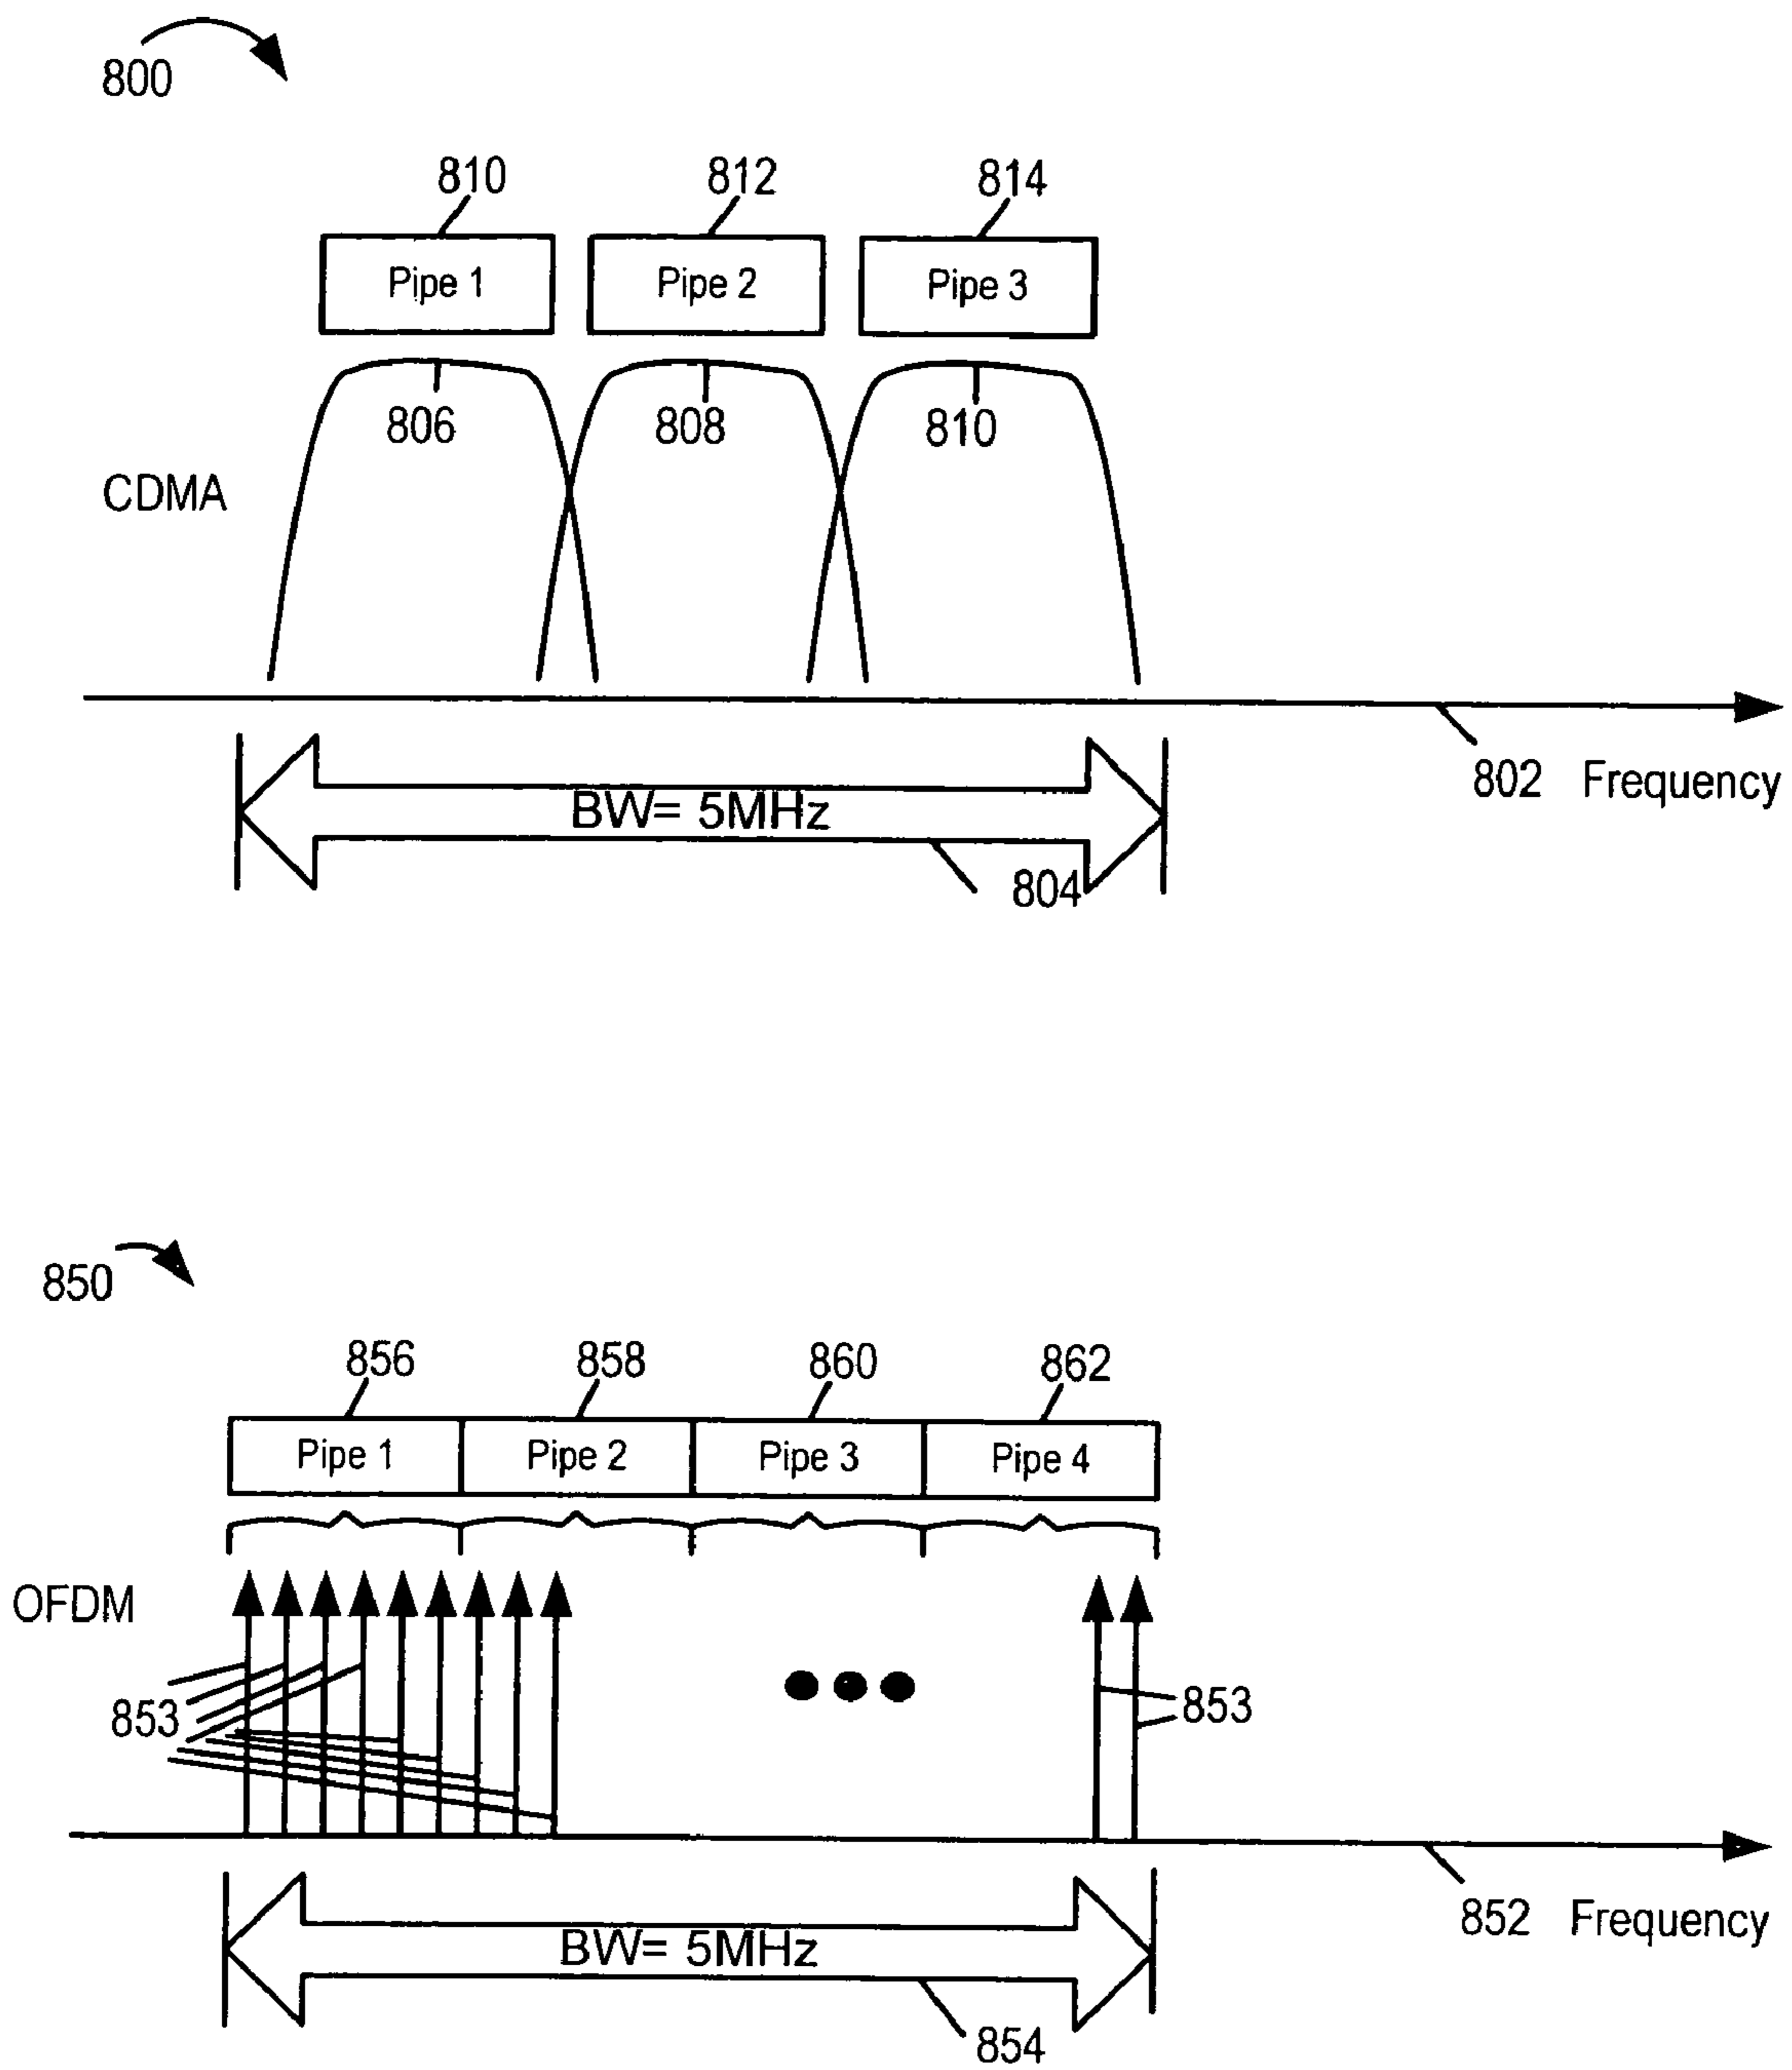 800
810 812 814
Pipe 1 Pipe 2 Pipe 3
806 808 810
CDMA
802 Frequency
BW= 5MHz
804
850
856 858 860 862
Pipe 1 Pipe 2 Pipe 3 Pipe 4
OFDM
853 853
852 Frequency
BW= 5MHz
854